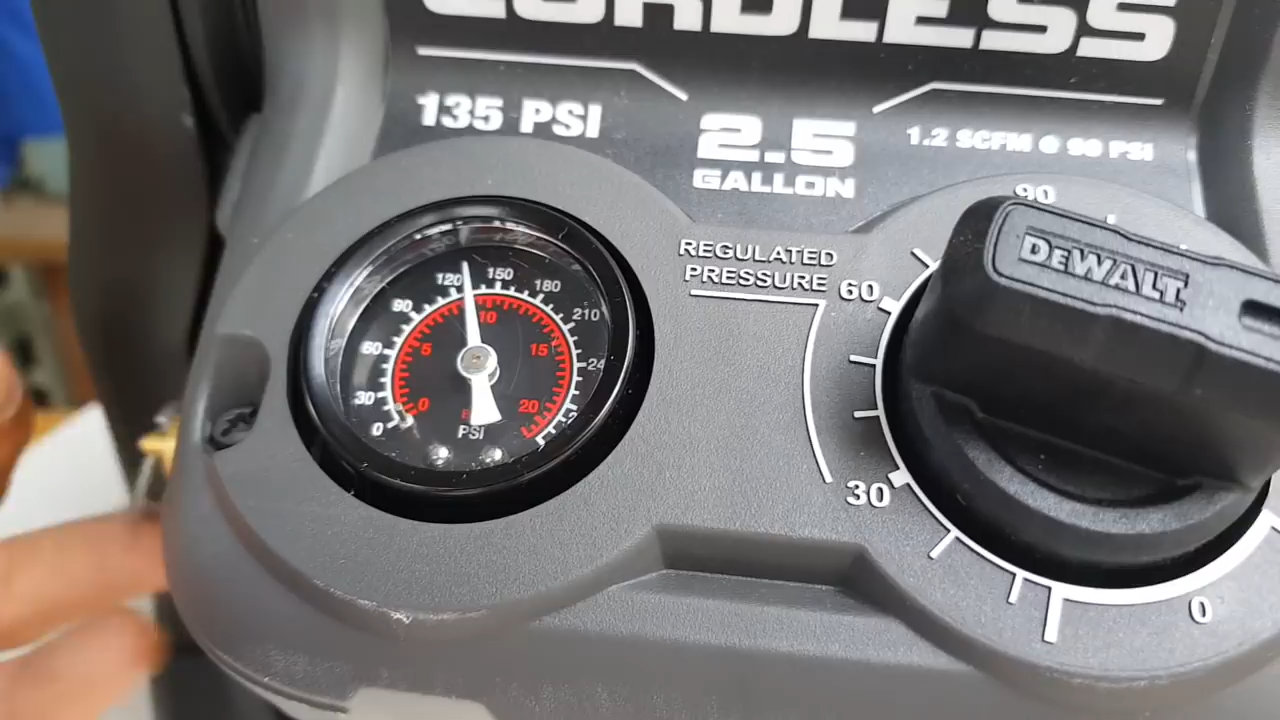 CORDLESS
135 PSI
2.5
GALLON
1.2 SCFM @ 90 PSI
REGULATED
PRESSURE
90
60
30
0
DEWALT
0
30
60
90
120
150
180
210
24
0
5
10
15
20
PSI